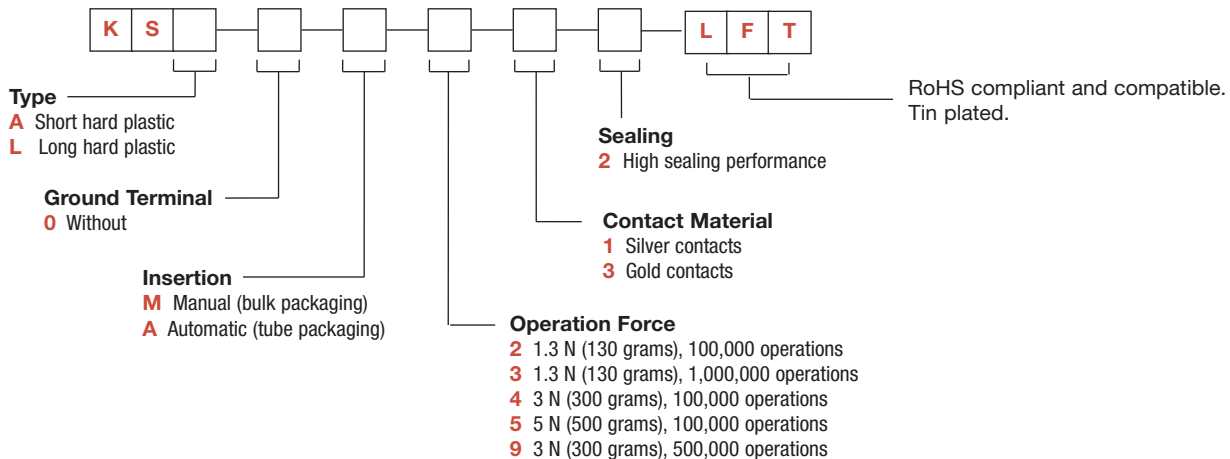 K S L F T
Type
A Short hard plastic
L Long hard plastic
Ground Terminal
0 Without
Insertion
M Manual (bulk packaging)
A Automatic (tube packaging)
Operation Force
2 1.3 N (130 grams), 100,000 operations
3 1.3 N (130 grams), 1,000,000 operations
4 3 N (300 grams), 100,000 operations
5 5 N (500 grams), 100,000 operations
9 3 N (300 grams), 500,000 operations
Contact Material
1 Silver contacts
3 Gold contacts
Sealing
2 High sealing performance
RoHS compliant and compatible.
Tin plated.